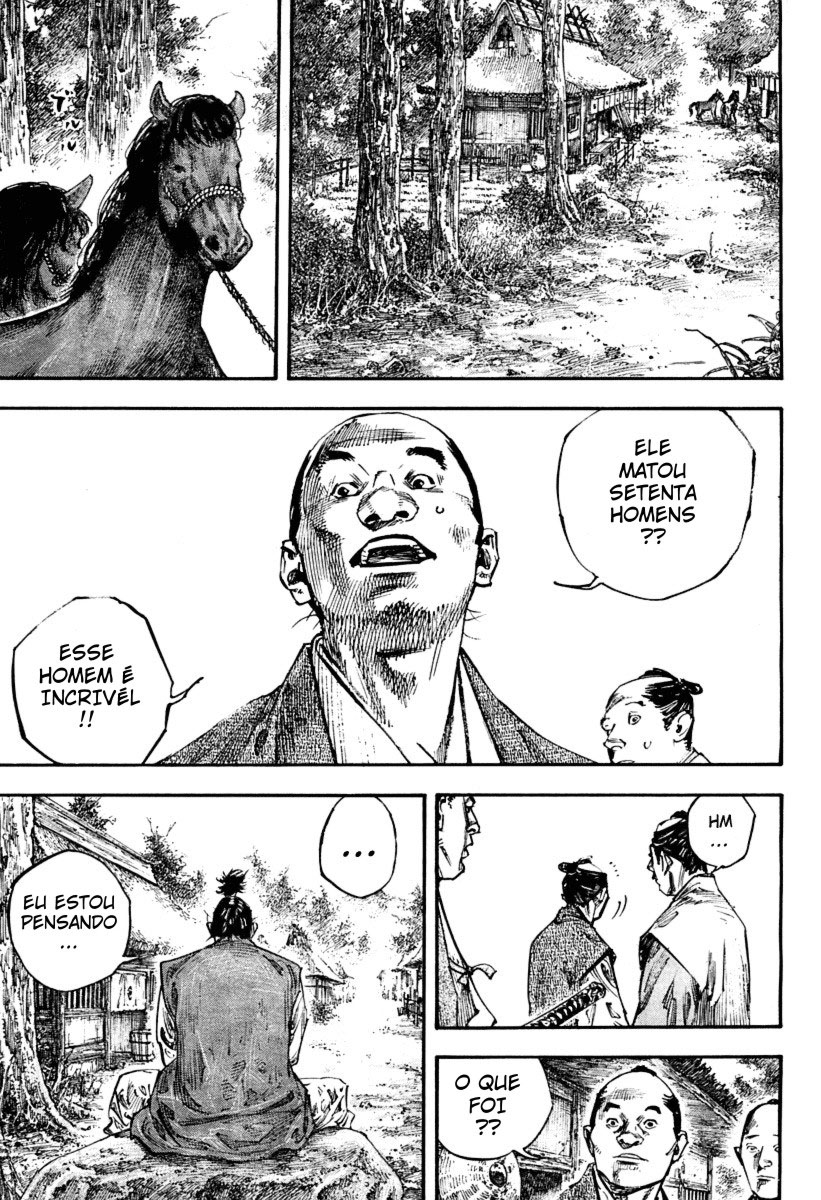 ELE
MATOU
SETENTA
HOMENS
??
ESSE
HOMEM É
INCRIVÉL
!!
HM
...
...
EU ESTOU
PENSANDO
...
O QUE
FOI
??